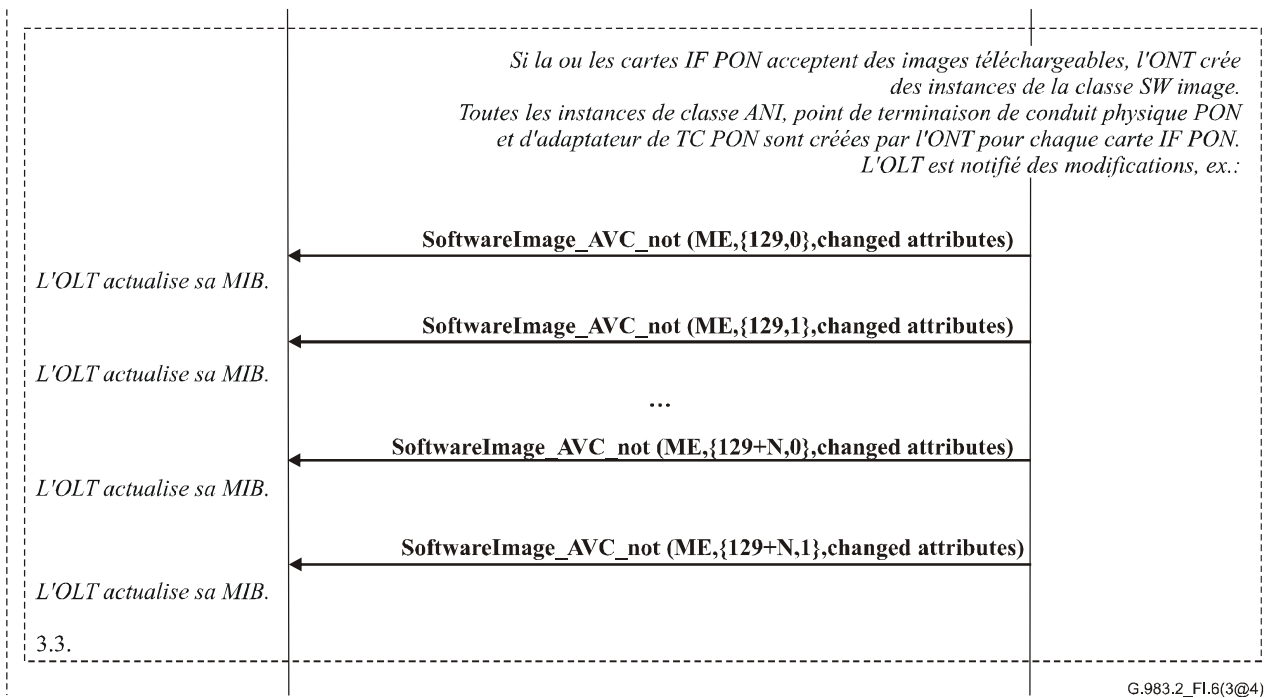 Si la ou les cartes IF PON acceptent des images téléchargeables, l'ONT crée
des instances de la classe SW image.
Toutes les instances de classe ANI, point de terminaison de conduit physique PON
et d'adaptateur de TC PON sont créées par l'ONT pour chaque carte IF PON.
L'OLT est notifié des modifications, ex.:
SoftwareImage_AVC_not (ME,{129,0},changed attributes)
L'OLT actualise sa MIB.
SoftwareImage_AVC_not (ME,{129,1},changed attributes)
L'OLT actualise sa MIB.
...
SoftwareImage_AVC_not (ME,{129+N,0},changed attributes)
L'OLT actualise sa MIB.
SoftwareImage_AVC_not (ME,{129+N,1},changed attributes)
L'OLT actualise sa MIB.
3.3.
G.983.2_FI.6(3@4)